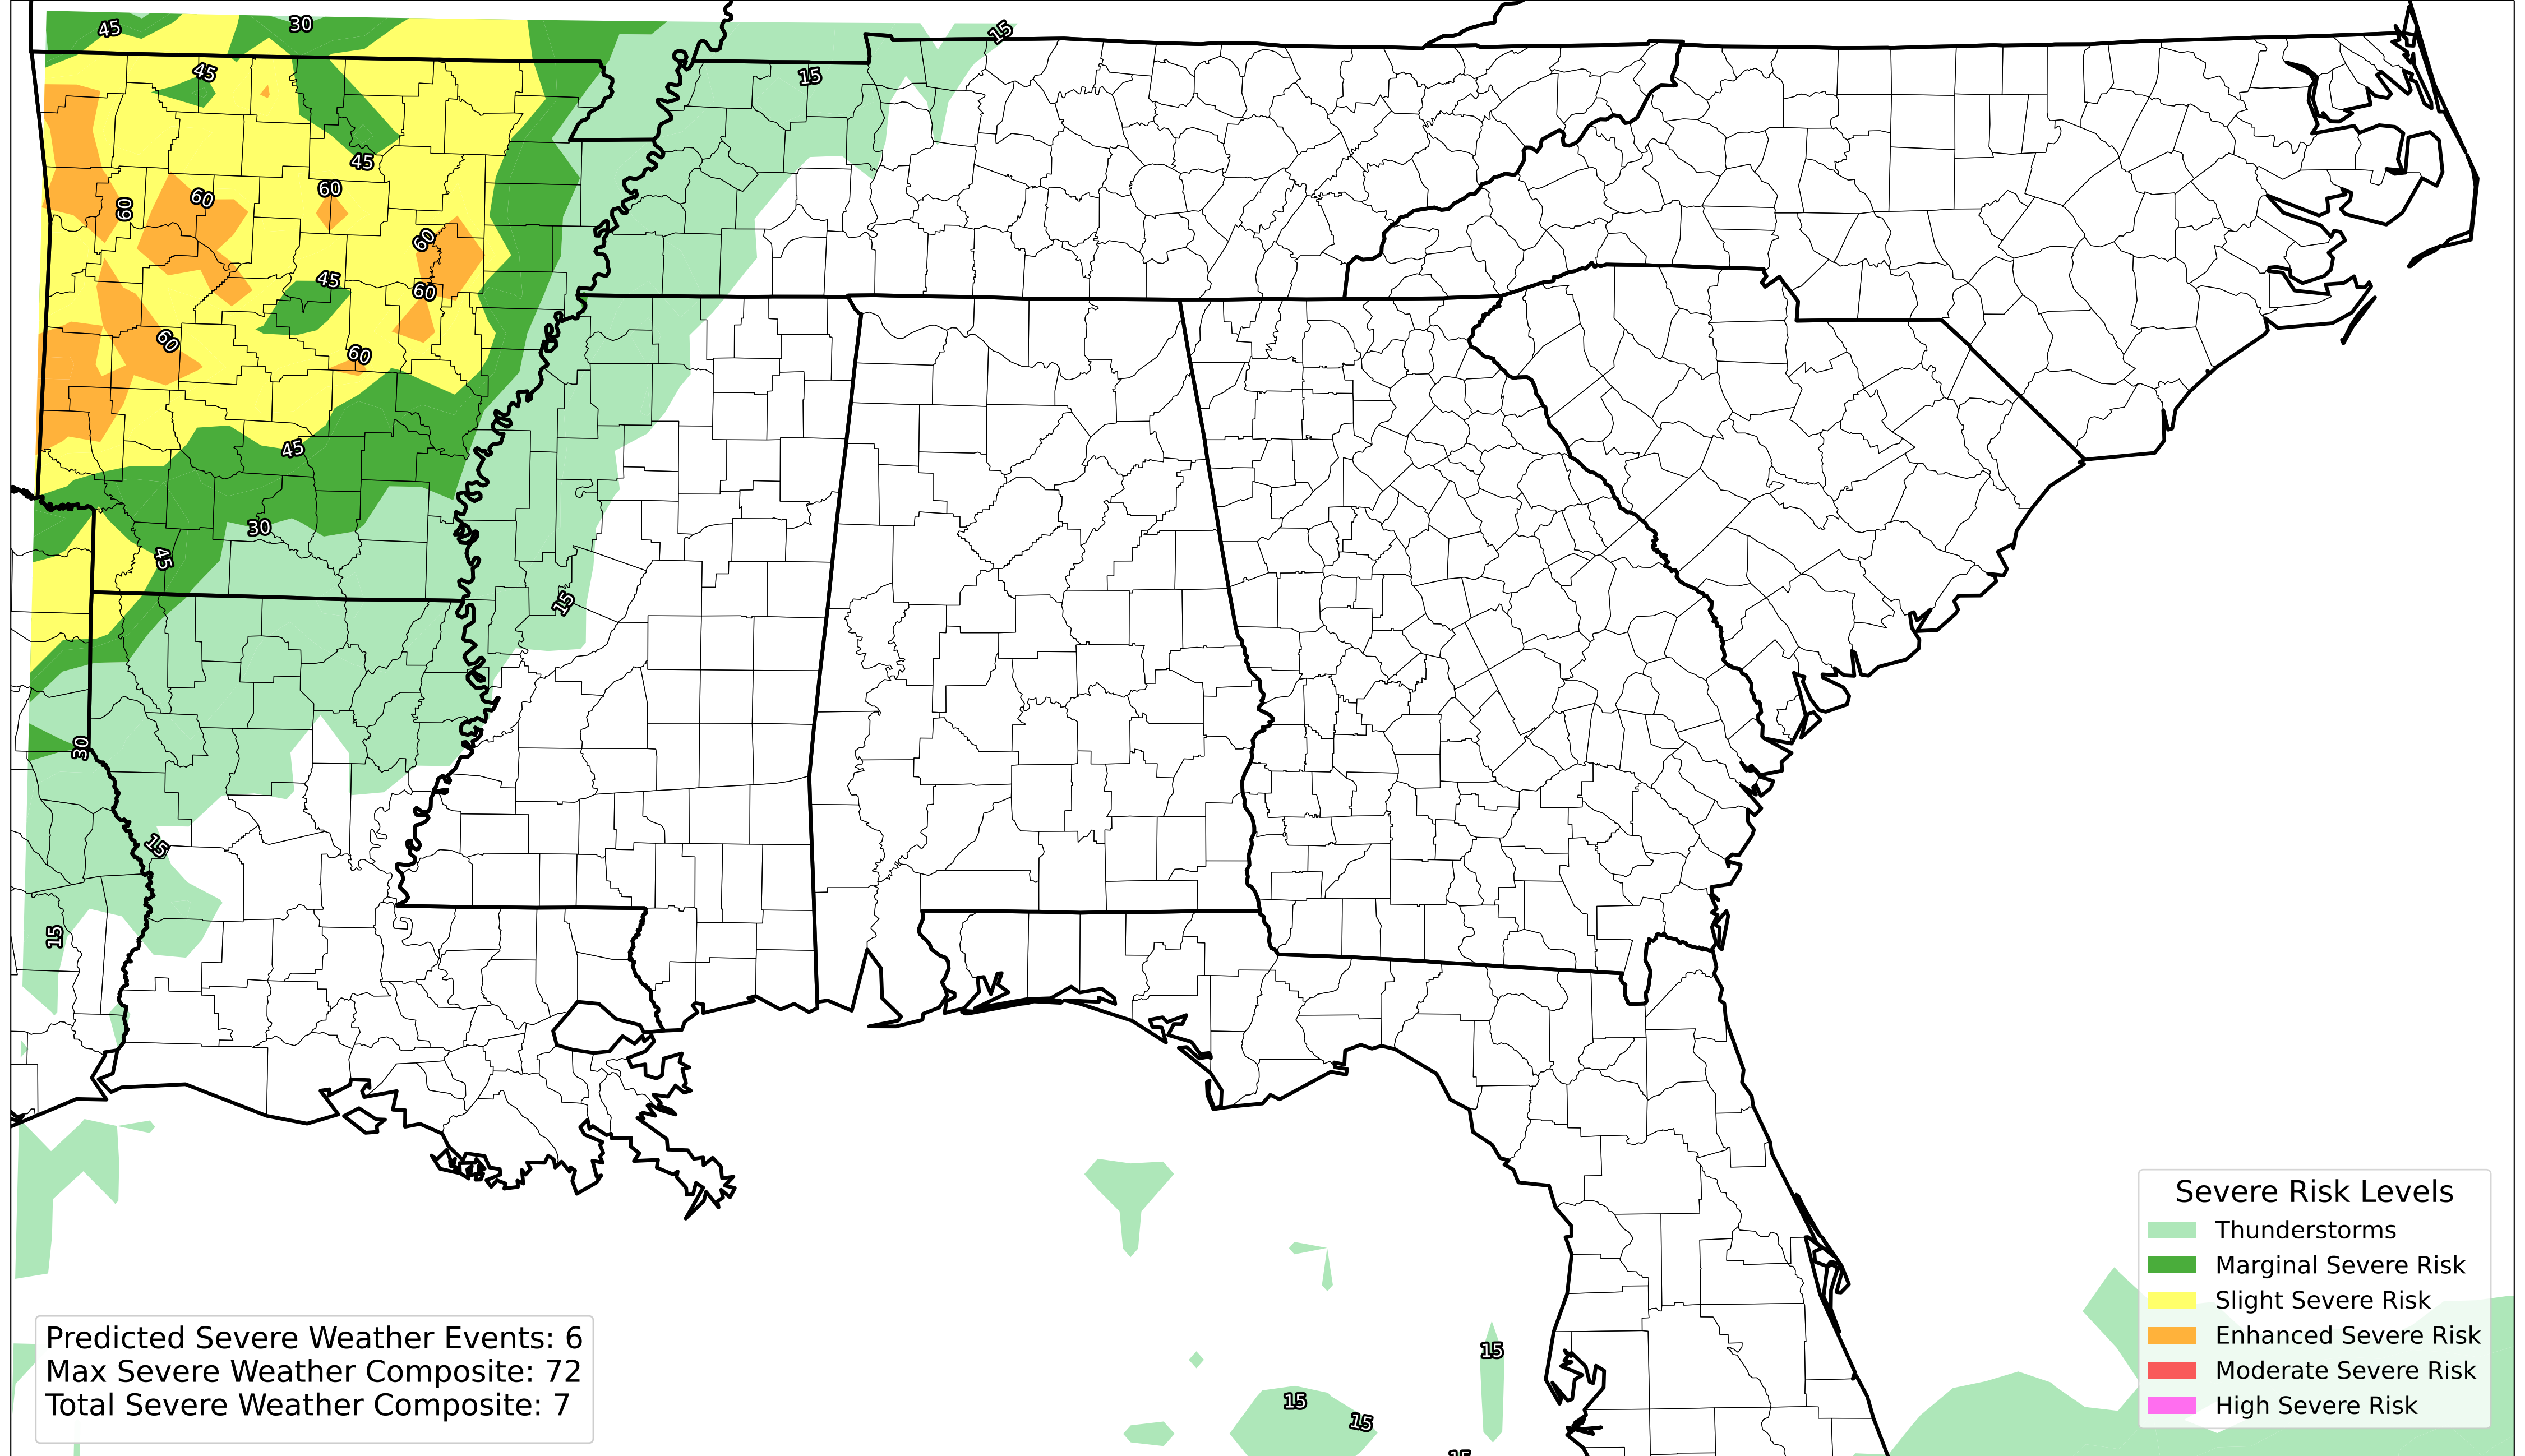 45
30
15
45
15
45
60
60
60
60
45
60
60
60
45
30
45
15
30
15
15
15
15
15
15
Predicted Severe Weather Events: 6
Max Severe Weather Composite: 72
Total Severe Weather Composite: 7
Severe Risk Levels
Thunderstorms
Marginal Severe Risk
Slight Severe Risk
Enhanced Severe Risk
Moderate Severe Risk
High Severe Risk